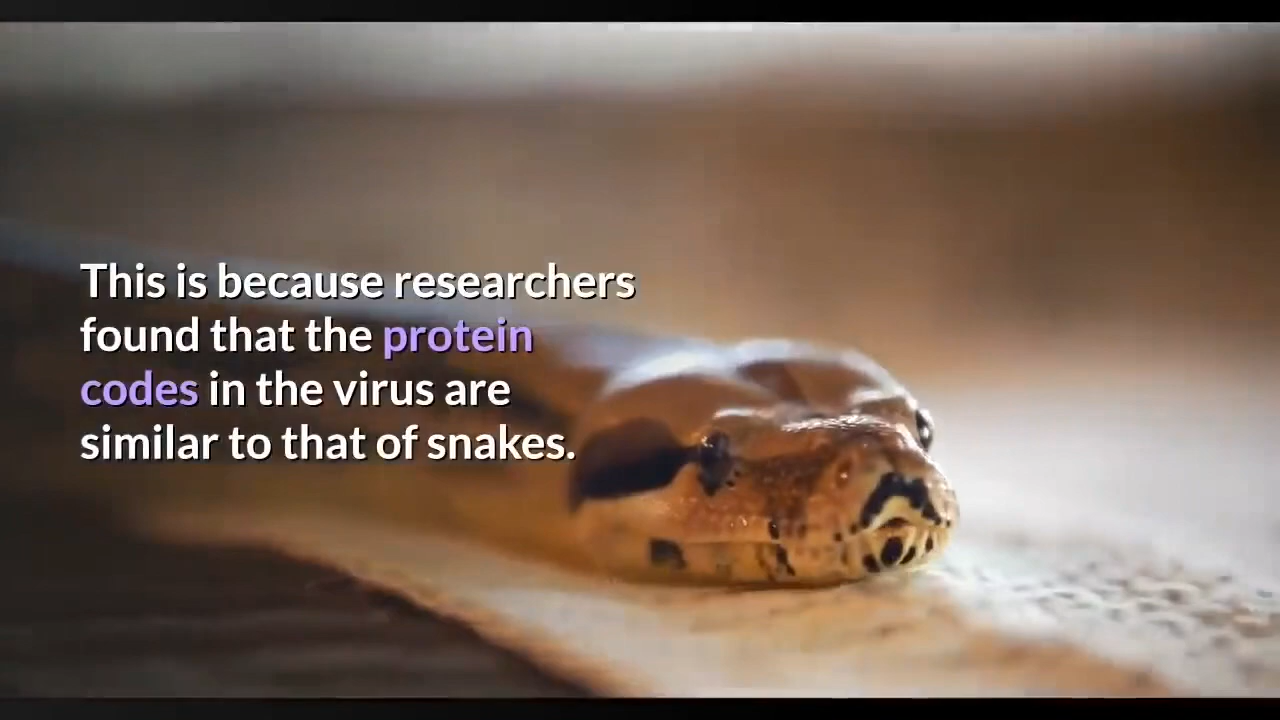 This is because researchers
found that the protein
codes in the virus are
similar to that of snakes.